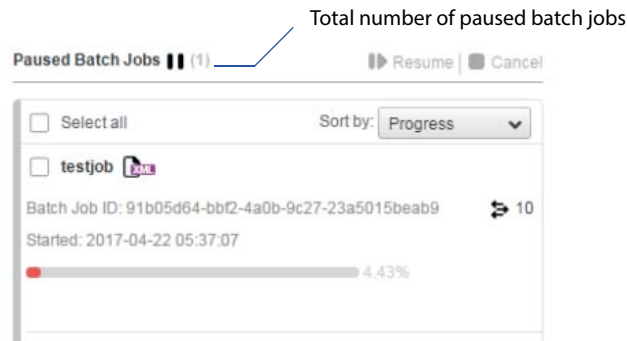 Total number of paused batch jobs
Paused Batch Jobs (1) Resume | Cancel
Select all Sort by: Progress
testjob XML
Batch Job ID: 91b05d64-bbf2-4a0b-9c27-23a5015beab9 10
Started: 2017-04-22 05:37:07
4.43%